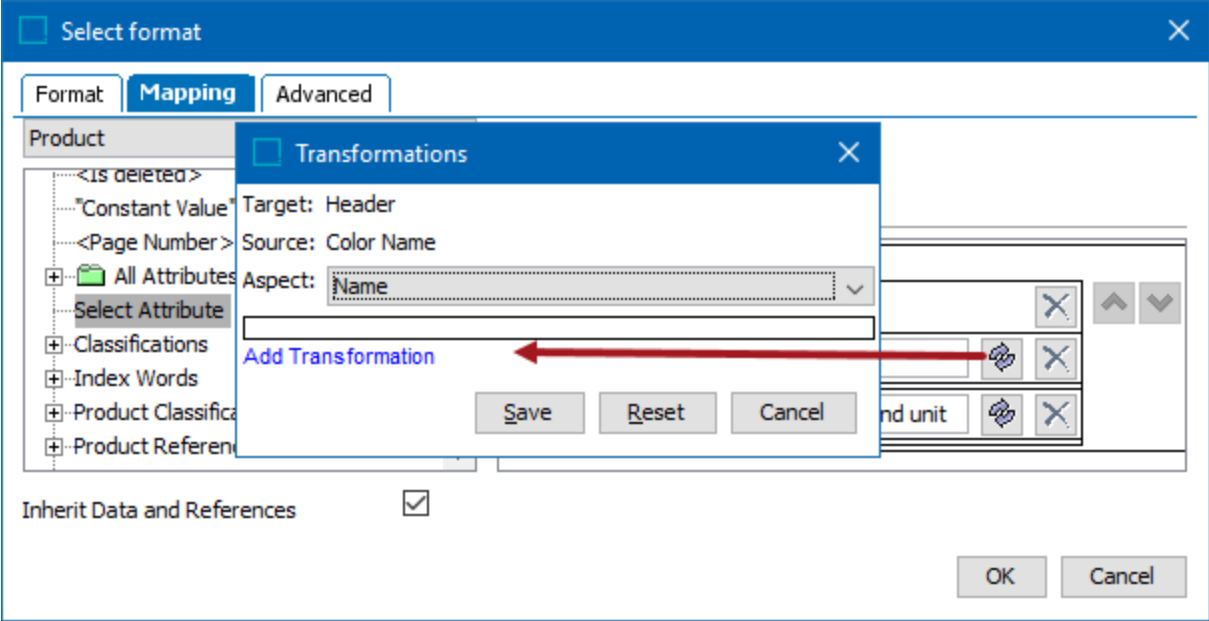 Select format
Format Mapping Advanced
Product
<Is deleted>
"Constant Value"
<Page Number>
All Attributes
Select Attribute
Classifications
Index Words
Product Classifica
Product Referen
Transformations
Target: Header
Source: Color Name
Aspect: Name
Add Transformation
Save Reset Cancel
nd unit
Inherit Data and References
OK Cancel